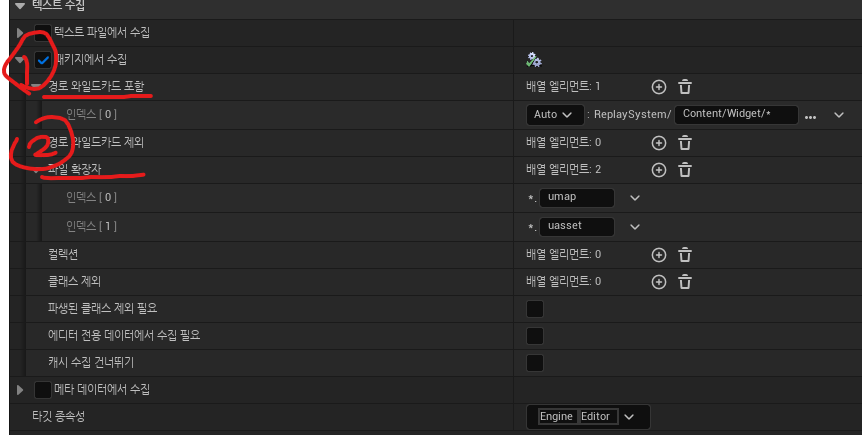 텍스트 수집
텍스트 파일에서 수집
패키지에서 수집
경로 와일드카드 포함 배열 엘리먼트: 1
인덱스 [ 0 ] Auto : ReplaySystem/ Content/Widget/* ...
경로 와일드카드 제외 배열 엘리먼트: 0
파일 확장자 배열 엘리먼트: 2
인덱스 [ 0 ] *. umap
인덱스 [ 1 ] *. uasset
컬렉션 배열 엘리먼트: 0
클래스 제외 배열 엘리먼트: 0
파생된 클래스 제외 필요
에디터 전용 데이터에서 수집 필요
캐시 수집 건너뛰기
메타 데이터에서 수집
타깃 종속성 Engine Editor
1
2